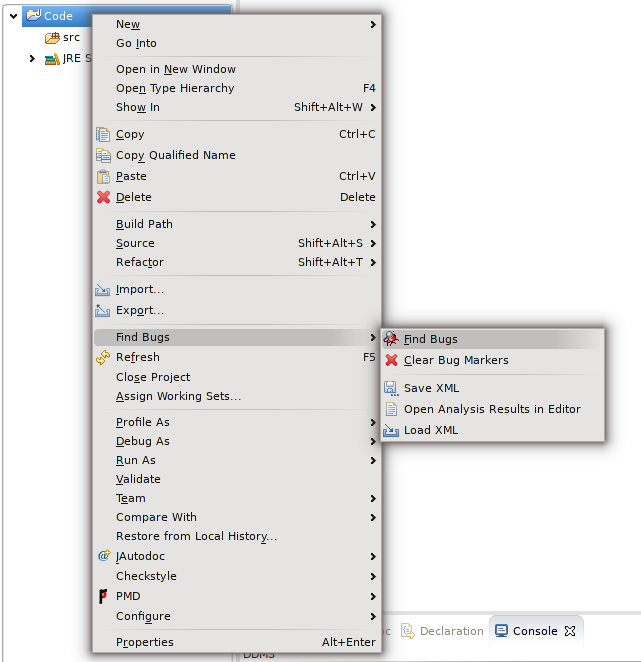 Code
src
JRE S
New
Go Into
Open in New Window
Open Type Hierarchy F4
Show In Shift+Alt+W
Copy Ctrl+C
Copy Qualified Name
Paste Ctrl+V
Delete Delete
Build Path
Source Shift+Alt+S
Refactor Shift+Alt+T
Import...
Export...
Find Bugs
Refresh F5
Close Project
Assign Working Sets...
Profile As
Debug As
Run As
Validate
Team
Compare With
Restore from Local History...
JAutodoc
Checkstyle
PMD
Configure
Properties Alt+Enter
Find Bugs
Clear Bug Markers
Save XML
Open Analysis Results in Editor
Load XML
Declaration
Console
DDMS